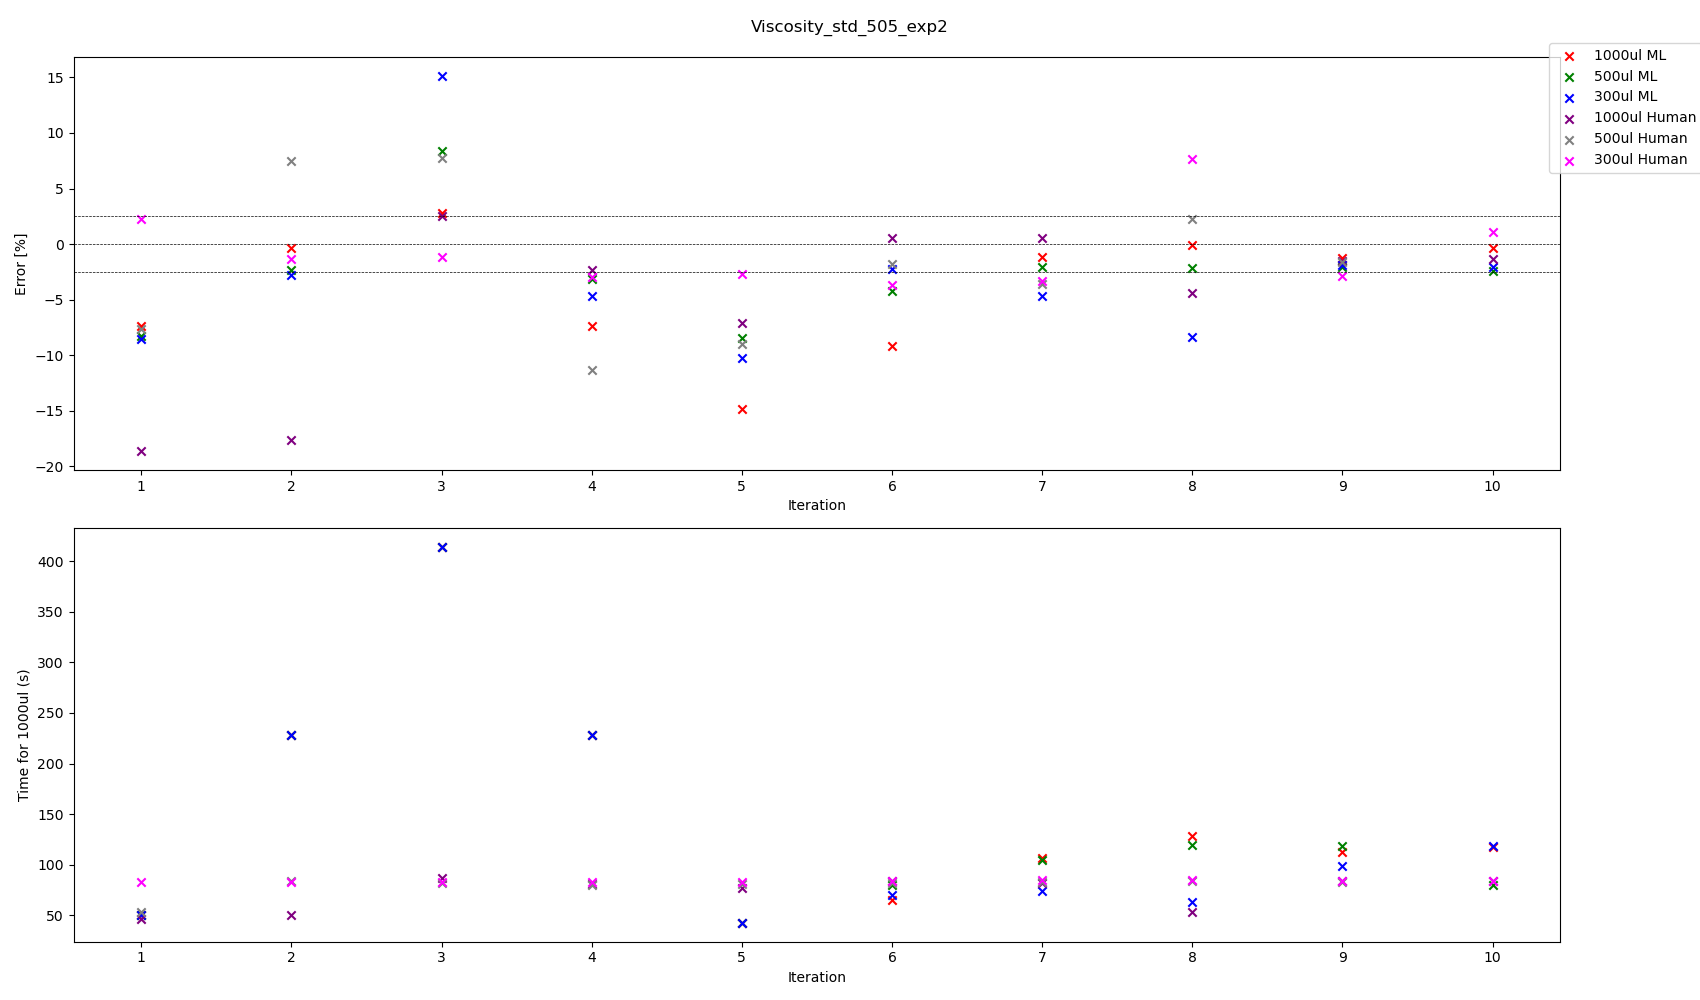 Viscosity_std_505_exp2
1000ul ML
500ul ML
300ul ML
1000ul Human
500ul Human
300ul Human
Error [%]
15
10
5
0
−5
−10
−15
−20
1 2 3 4 5 6 7 8 9 10
Iteration
Time for 1000ul (s)
400
350
300
250
200
150
100
50
1 2 3 4 5 6 7 8 9 10
Iteration